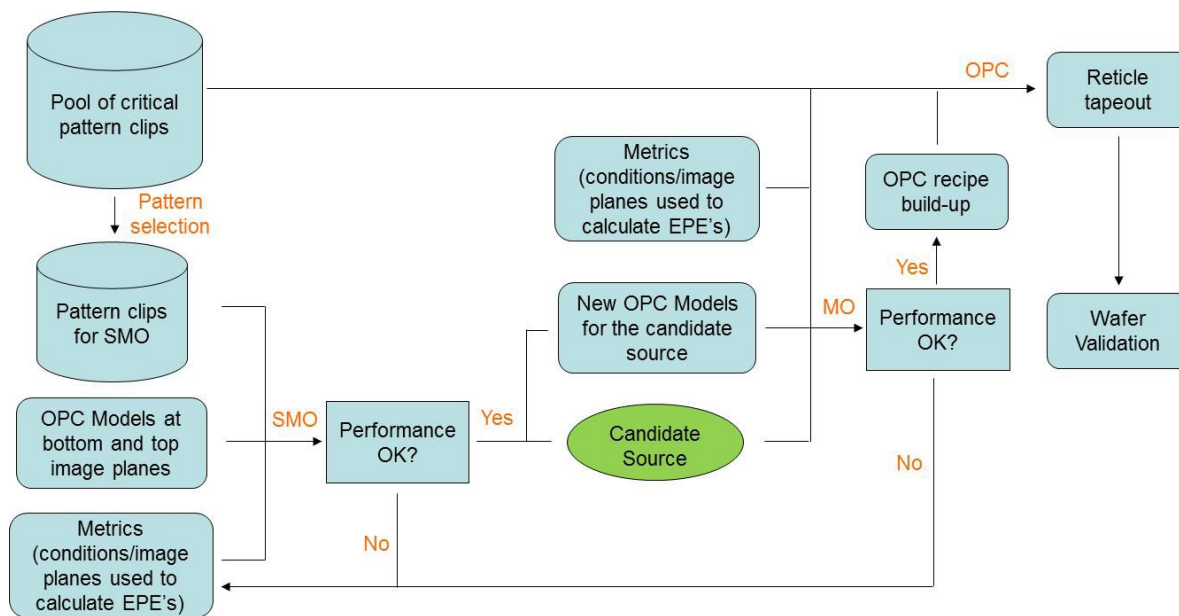 Pool of critical
pattern clips
OPC
Reticle
tapeout
Metrics
(conditions/image
planes used to
calculate EPE's)
OPC recipe
build-up
Pattern
selection
Yes
Pattern clips
for SMO
New OPC Models
for the candidate
source
MO
Performance
OK?
Wafer
Validation
OPC Models at
bottom and top
image planes
SMO
Performance
OK?
Yes
Candidate
Source
No
Metrics
(conditions/image
planes used to
calculate EPE's)
No